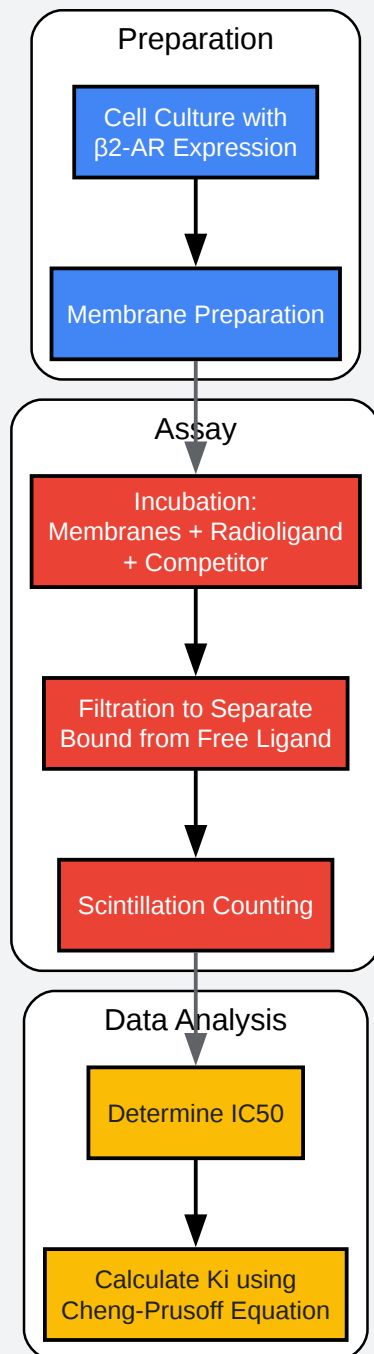 Preparation
Cell Culture with
β2-AR Expression
Membrane Preparation
Assay
Incubation:
Membranes + Radioligand
+ Competitor
Filtration to Separate
Bound from Free Ligand
Scintillation Counting
Data Analysis
Determine IC50
Calculate Ki using
Cheng-Prusoff Equation